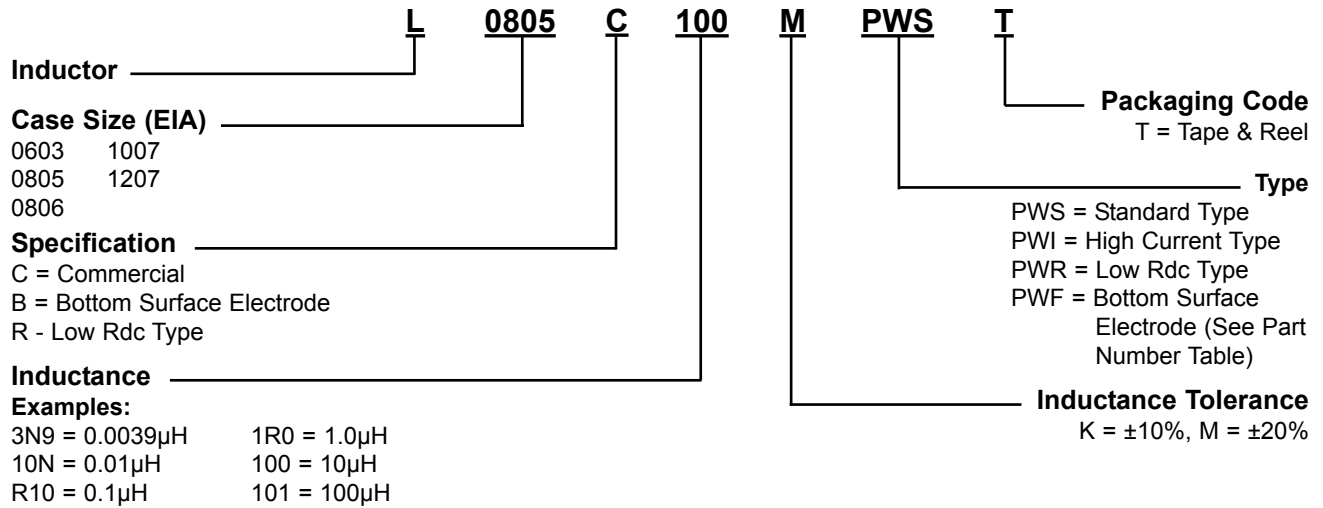 L 0805 C 100 M PWS T
Inductor
Case Size (EIA)
0603 1007
0805 1207
0806
Specification
C = Commercial
B = Bottom Surface Electrode
R - Low Rdc Type
Inductance
Examples:
3N9 = 0.0039µH 1R0 = 1.0µH
10N = 0.01µH 100 = 10µH
R10 = 0.1µH 101 = 100µH
Packaging Code
T = Tape & Reel
Type
PWS = Standard Type
PWI = High Current Type
PWR = Low Rdc Type
PWF = Bottom Surface
Electrode (See Part
Number Table)
Inductance Tolerance
K = ±10%, M = ±20%